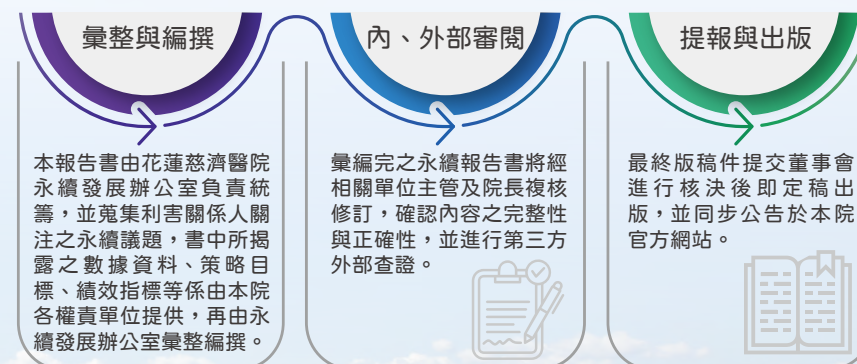 彙整與編撰
本報告書由花蓮慈濟醫院
永續發展辦公室負責統
籌，並蒐集利害關係人關
注之永續議題，書中所揭
露之數據資料、策略目
標、績效指標等係由本院
各權責單位提供，再由永
續發展辦公室彙整編撰。
內、外部審閱
彙編完之永續報告書將經
相關單位主管及院長複核
修訂，確認內容之完整性
與正確性，並進行第三方
外部查證。
提報與出版
最終版稿件提交董事會
進行核決後即定稿出
版，並同步公告於本院
官方網站。